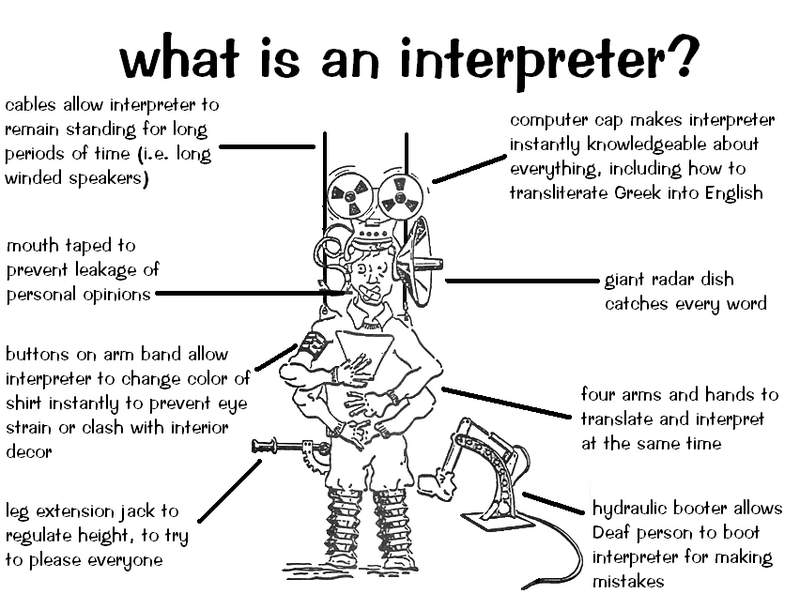 what is an interpreter?
cables allow interpreter to
remain standing for long
periods of time (i.e. long
winded speakers)
mouth taped to
prevent leakage of
personal opinions
buttons on arm band allow
interpreter to change color of
shirt instantly to prevent eye
strain or clash with interior
decor
leg extension jack to
regulate height, to try
to please everyone
computer cap makes interpreter
instantly knowledgeable about
everything, including how to
transliterate Greek into English
giant radar dish
catches every word
four arms and hands to
translate and interpret
at the same time
hydraulic booter allows
Deaf person to boot
interpreter for making
mistakes